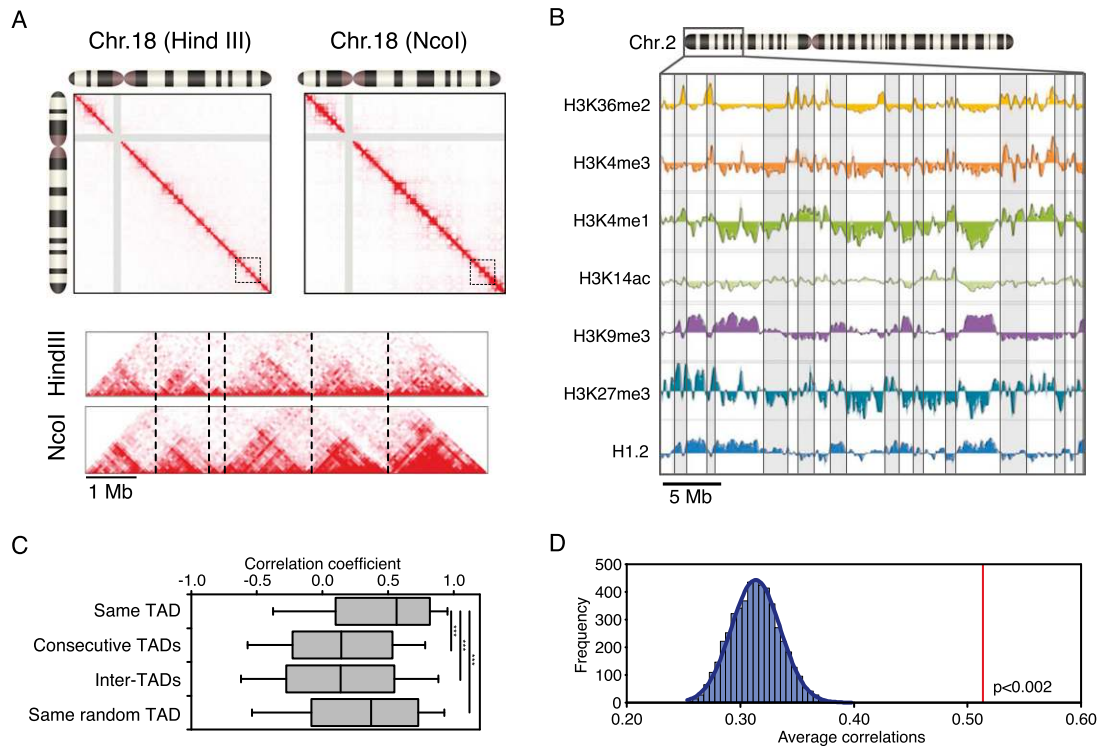 A
Chr.18 (Hind III)
Chr.18 (NcoI)
HindIII
NcoI
1 Mb
B
Chr.2
H3K36me2
H3K4me3
H3K4me1
H3K14ac
H3K9me3
H3K27me3
H1.2
5 Mb
C
Correlation coefficient
-1.0 -0.5 0.0 0.5 1.0
Same TAD
Consecutive TADs
Inter-TADs
Same random TAD
***
***
***
D
Frequency
500
400
300
200
100
0
p<0.002
0.20 0.30 0.40 0.50 0.60
Average correlations